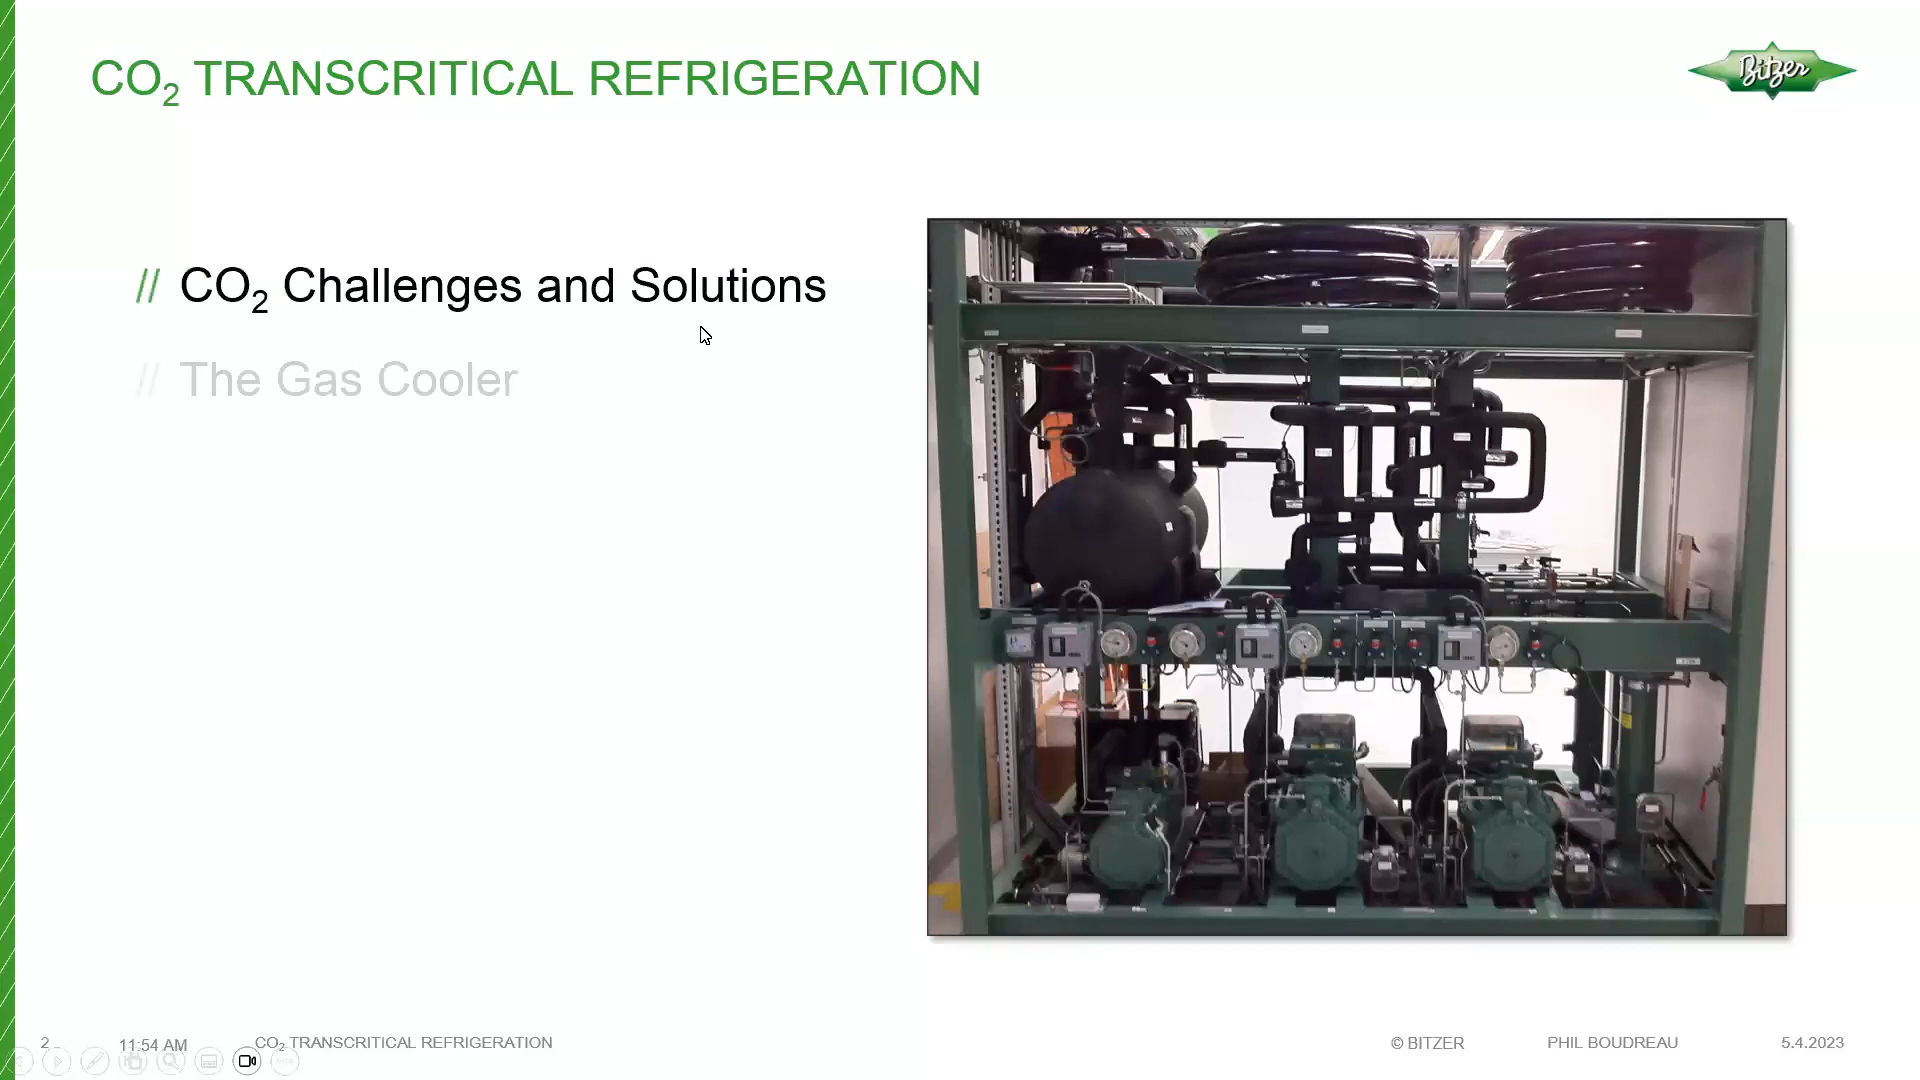 CO₂ TRANSCRITICAL REFRIGERATION
Bitzer
// CO₂ Challenges and Solutions
// The Gas Cooler
2
11:54 AM
CO₂ TRANSCRITICAL REFRIGERATION
© BITZER
PHIL BOUDREAU
5.4.2023